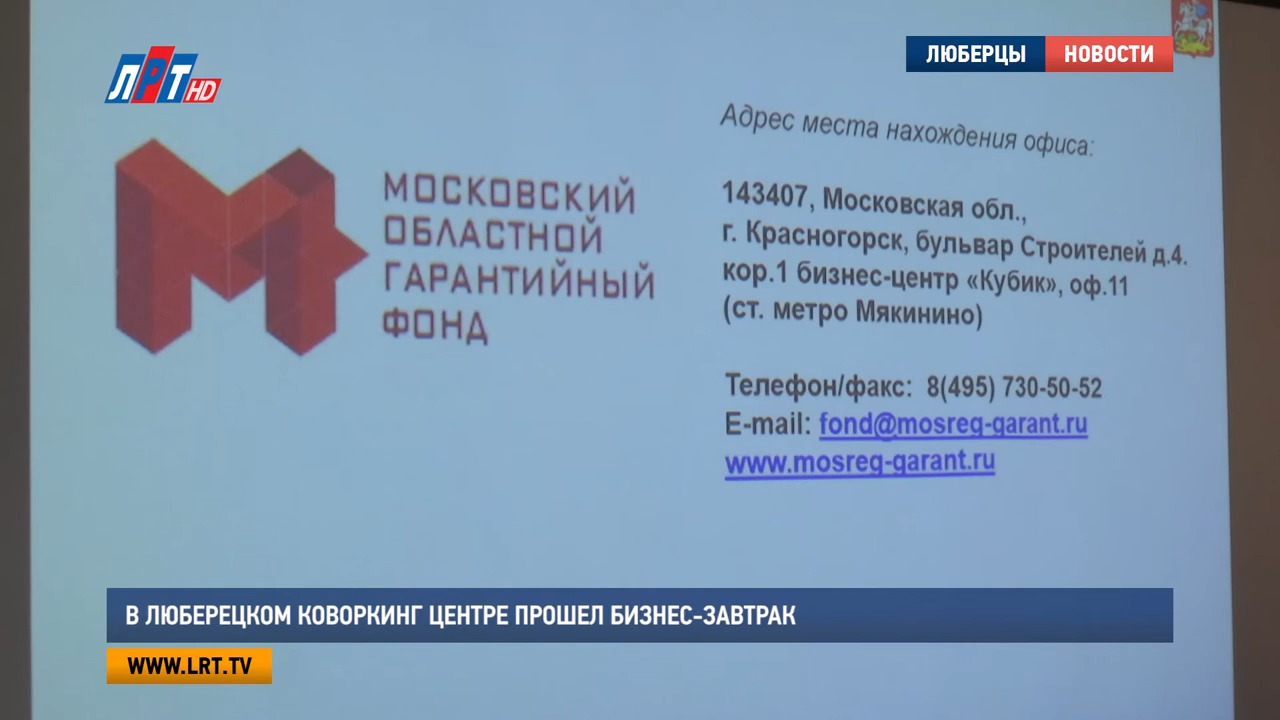 ЛРТ HD
ЛЮБЕРЦЫ НОВОСТИ
МОСКОВСКИЙ
ОБЛАСТНОЙ
ГАРАНТИЙНЫЙ
ФОНД
Адрес места нахождения офиса:
143407, Московская обл.,
г. Красногорск, бульвар Строителей д.4.
кор.1 бизнес-центр «Кубик», оф.11
(ст. метро Мякинино)
Телефон/факс: 8(495) 730-50-52
E-mail: fond@mosreg-garant.ru
www.mosreg-garant.ru
В ЛЮБЕРЕЦКОМ КОВОРКИНГ ЦЕНТРЕ ПРОШЕЛ БИЗНЕС-ЗАВТРАК
WWW.LRT.TV